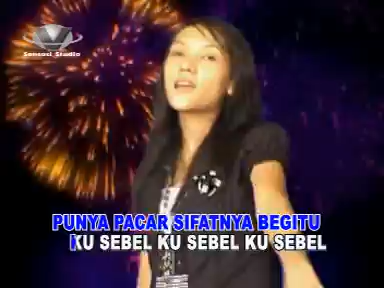 Sensasi Studio
PUNYA PACAR SIFATNYA BEGITU
KU SEBEL KU SEBEL KU SEBEL